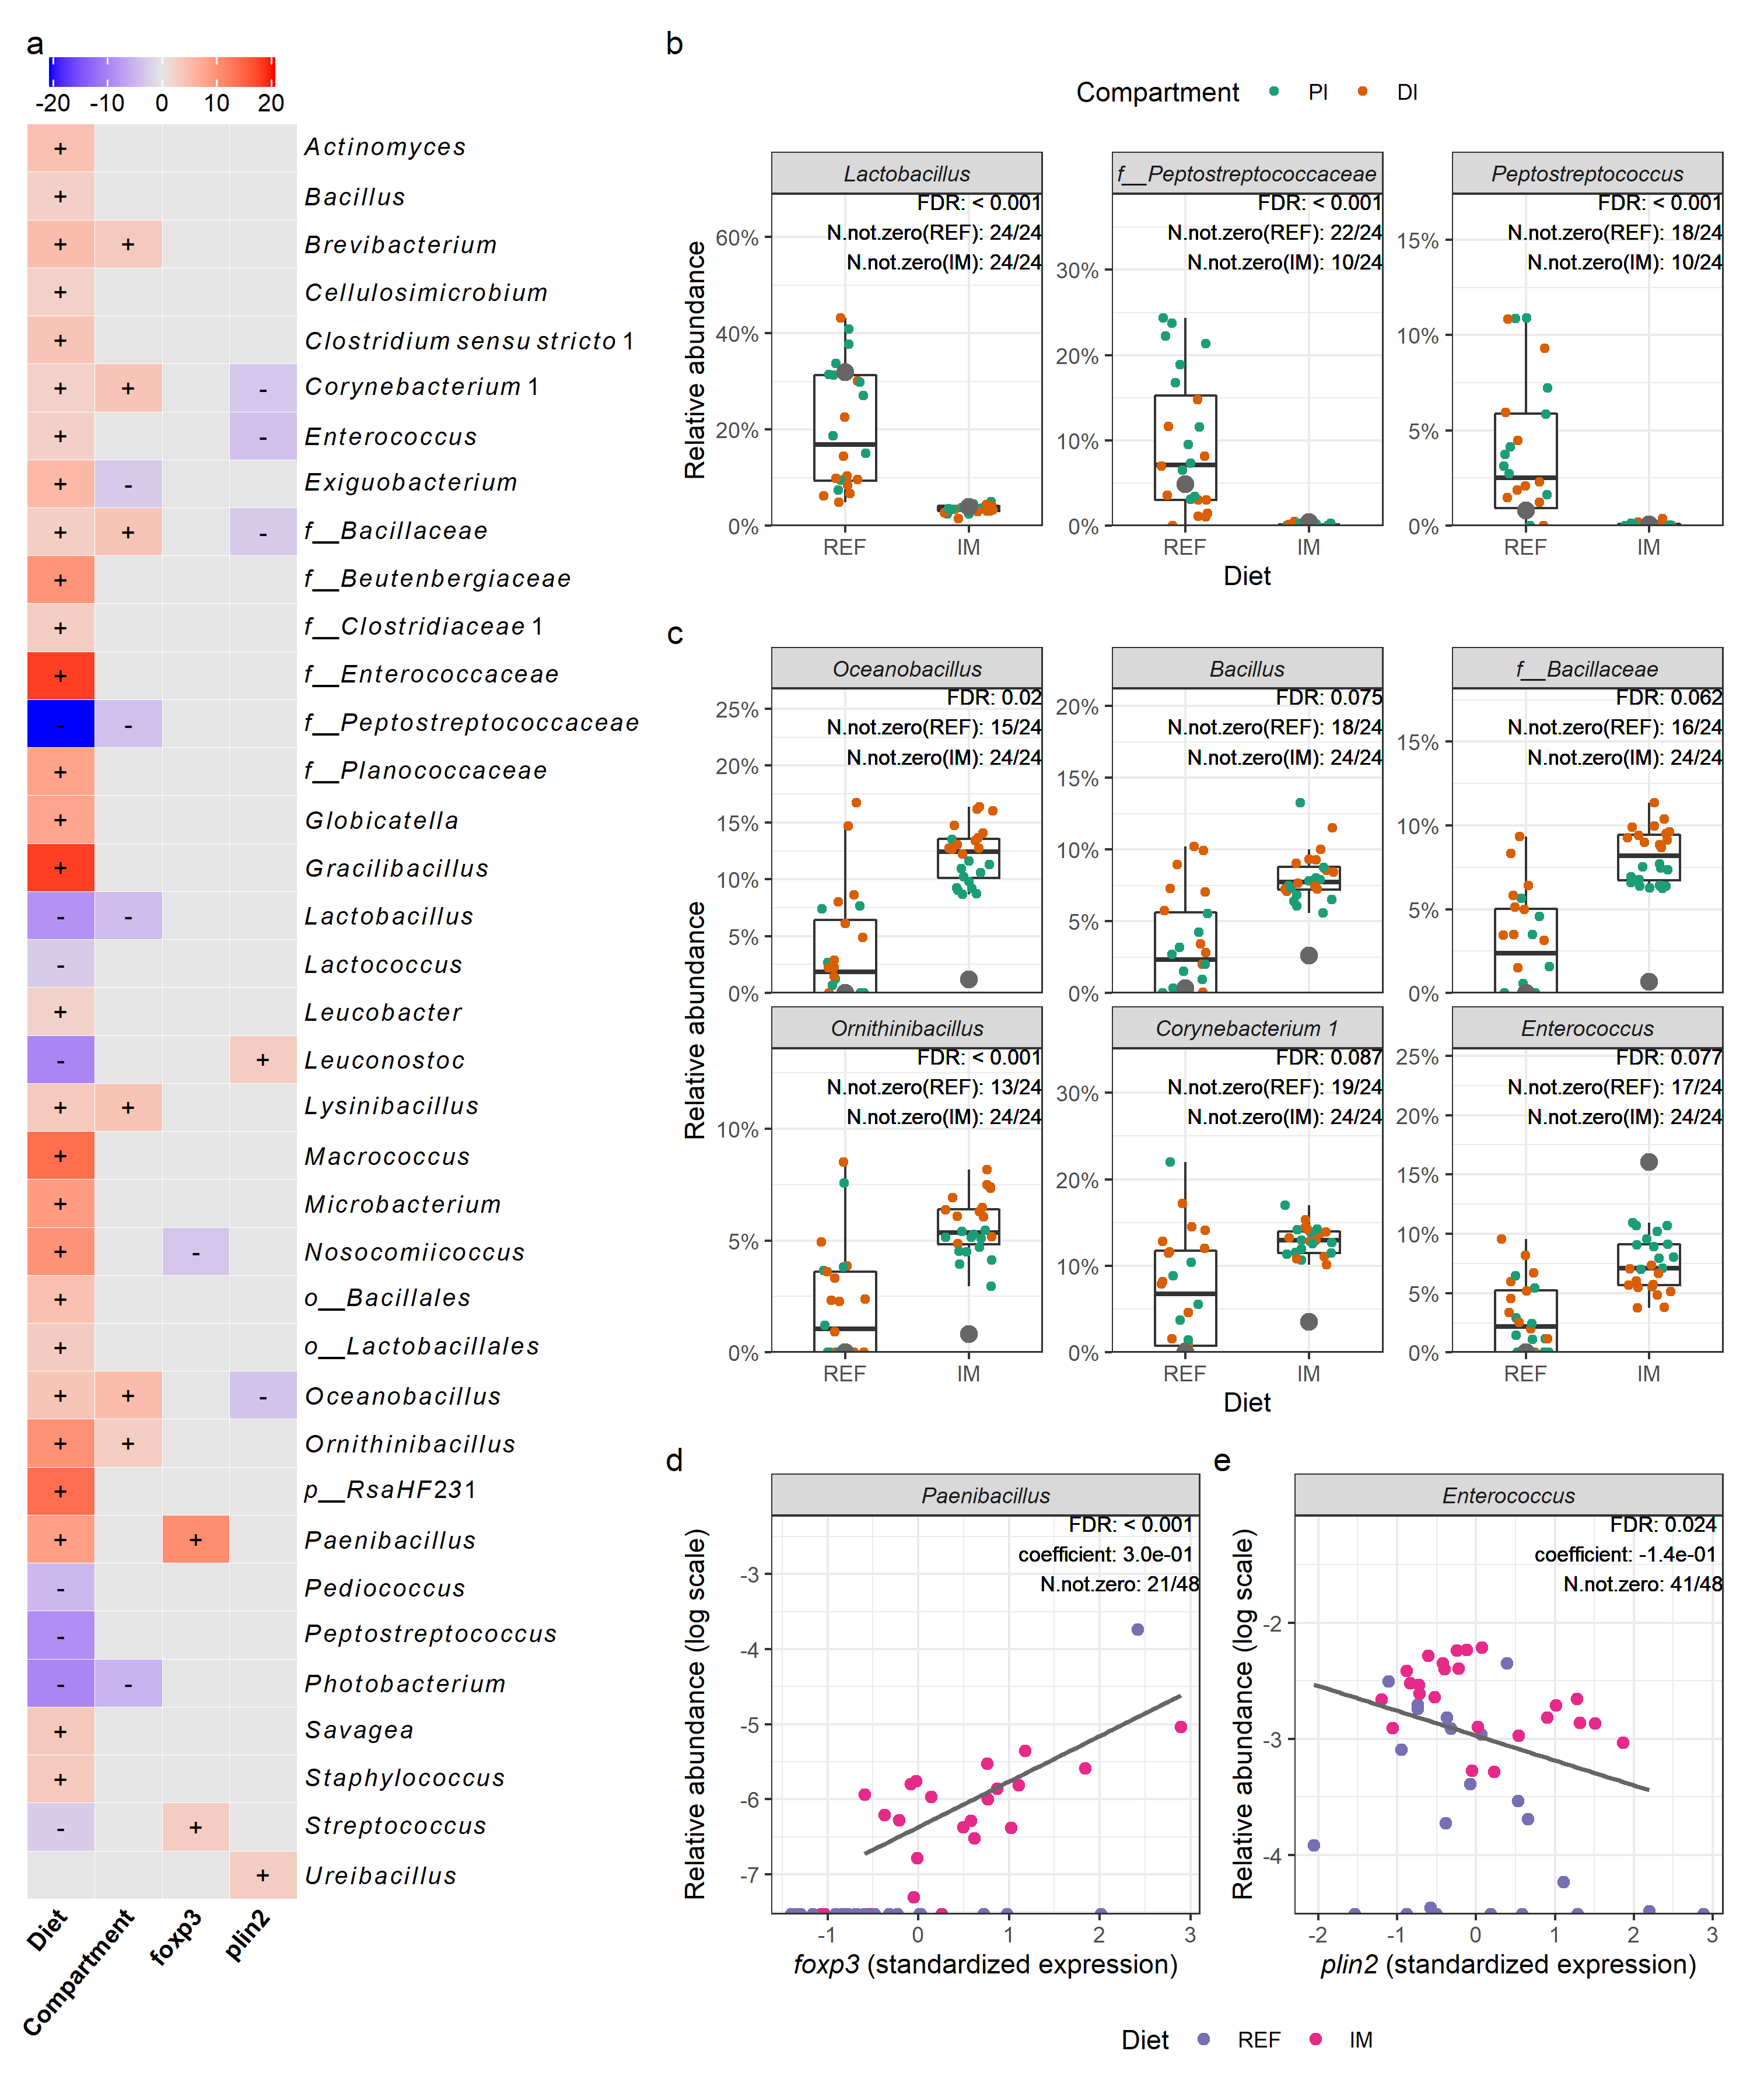 a
-20 -10 0 10 20
+ Actinomyces
+ Bacillus
+ + Brevibacterium
+ Cellulosimicrobium
+ Clostridium sensu stricto 1
+ + - Corynebacterium 1
+ - Enterococcus
+ - Exiguobacterium
+ + - f__Bacillaceae
+ f__Beutenbergiaceae
+ f__Clostridiaceae 1
+ f__Enterococcaceae
- - f__Peptostreptococcaceae
+ f__Planococcaceae
+ Globicatella
+ Gracilibacillus
- - Lactobacillus
- Lactococcus
+ Leucobacter
- + Leuconostoc
+ + Lysinibacillus
+ Macrococcus
+ Microbacterium
+ - Nosocomiicoccus
+ o__Bacillales
+ o__Lactobacillales
+ + - Oceanobacillus
+ + Ornithinibacillus
+ p__RsaHF231
+ + Paenibacillus
- Pediococcus
- Peptostreptococcus
- - Photobacterium
+ Savagea
+ Staphylococcus
- + Streptococcus
+ Ureibacillus
Diet
Compartment
foxp3
plin2
b
Compartment PI DI
Relative abundance
Lactobacillus
FDR: < 0.001
N.not.zero(REF): 24/24
N.not.zero(IM): 24/24
60%
40%
20%
0%
REF IM
f__Peptostreptococcaceae
FDR: < 0.001
N.not.zero(REF): 22/24
N.not.zero(IM): 10/24
30%
20%
10%
0%
REF IM
Peptostreptococcus
FDR: < 0.001
N.not.zero(REF): 18/24
N.not.zero(IM): 10/24
15%
10%
5%
0%
REF IM
Diet
c
Relative abundance
Oceanobacillus
FDR: 0.02
N.not.zero(REF): 15/24
N.not.zero(IM): 24/24
25%
20%
15%
10%
5%
0%
Bacillus
FDR: 0.075
N.not.zero(REF): 18/24
N.not.zero(IM): 24/24
20%
15%
10%
5%
0%
f__Bacillaceae
FDR: 0.062
N.not.zero(REF): 16/24
N.not.zero(IM): 24/24
15%
10%
5%
0%
Relative abundance
Ornithinibacillus
FDR: < 0.001
N.not.zero(REF): 13/24
N.not.zero(IM): 24/24
10%
5%
0%
REF IM
Corynebacterium 1
FDR: 0.087
N.not.zero(REF): 19/24
N.not.zero(IM): 24/24
30%
20%
10%
0%
REF IM
Enterococcus
FDR: 0.077
N.not.zero(REF): 17/24
N.not.zero(IM): 24/24
25%
20%
15%
10%
5%
0%
REF IM
Diet
d
Paenibacillus
FDR: < 0.001
coefficient: 3.0e-01
N.not.zero: 21/48
Relative abundance (log scale)
-3
-4
-5
-6
-7
-1 0 1 2 3
foxp3 (standardized expression)
e
Enterococcus
FDR: 0.024
coefficient: -1.4e-01
N.not.zero: 41/48
Relative abundance (log scale)
-2
-3
-4
-2 -1 0 1 2 3
plin2 (standardized expression)
Diet REF IM